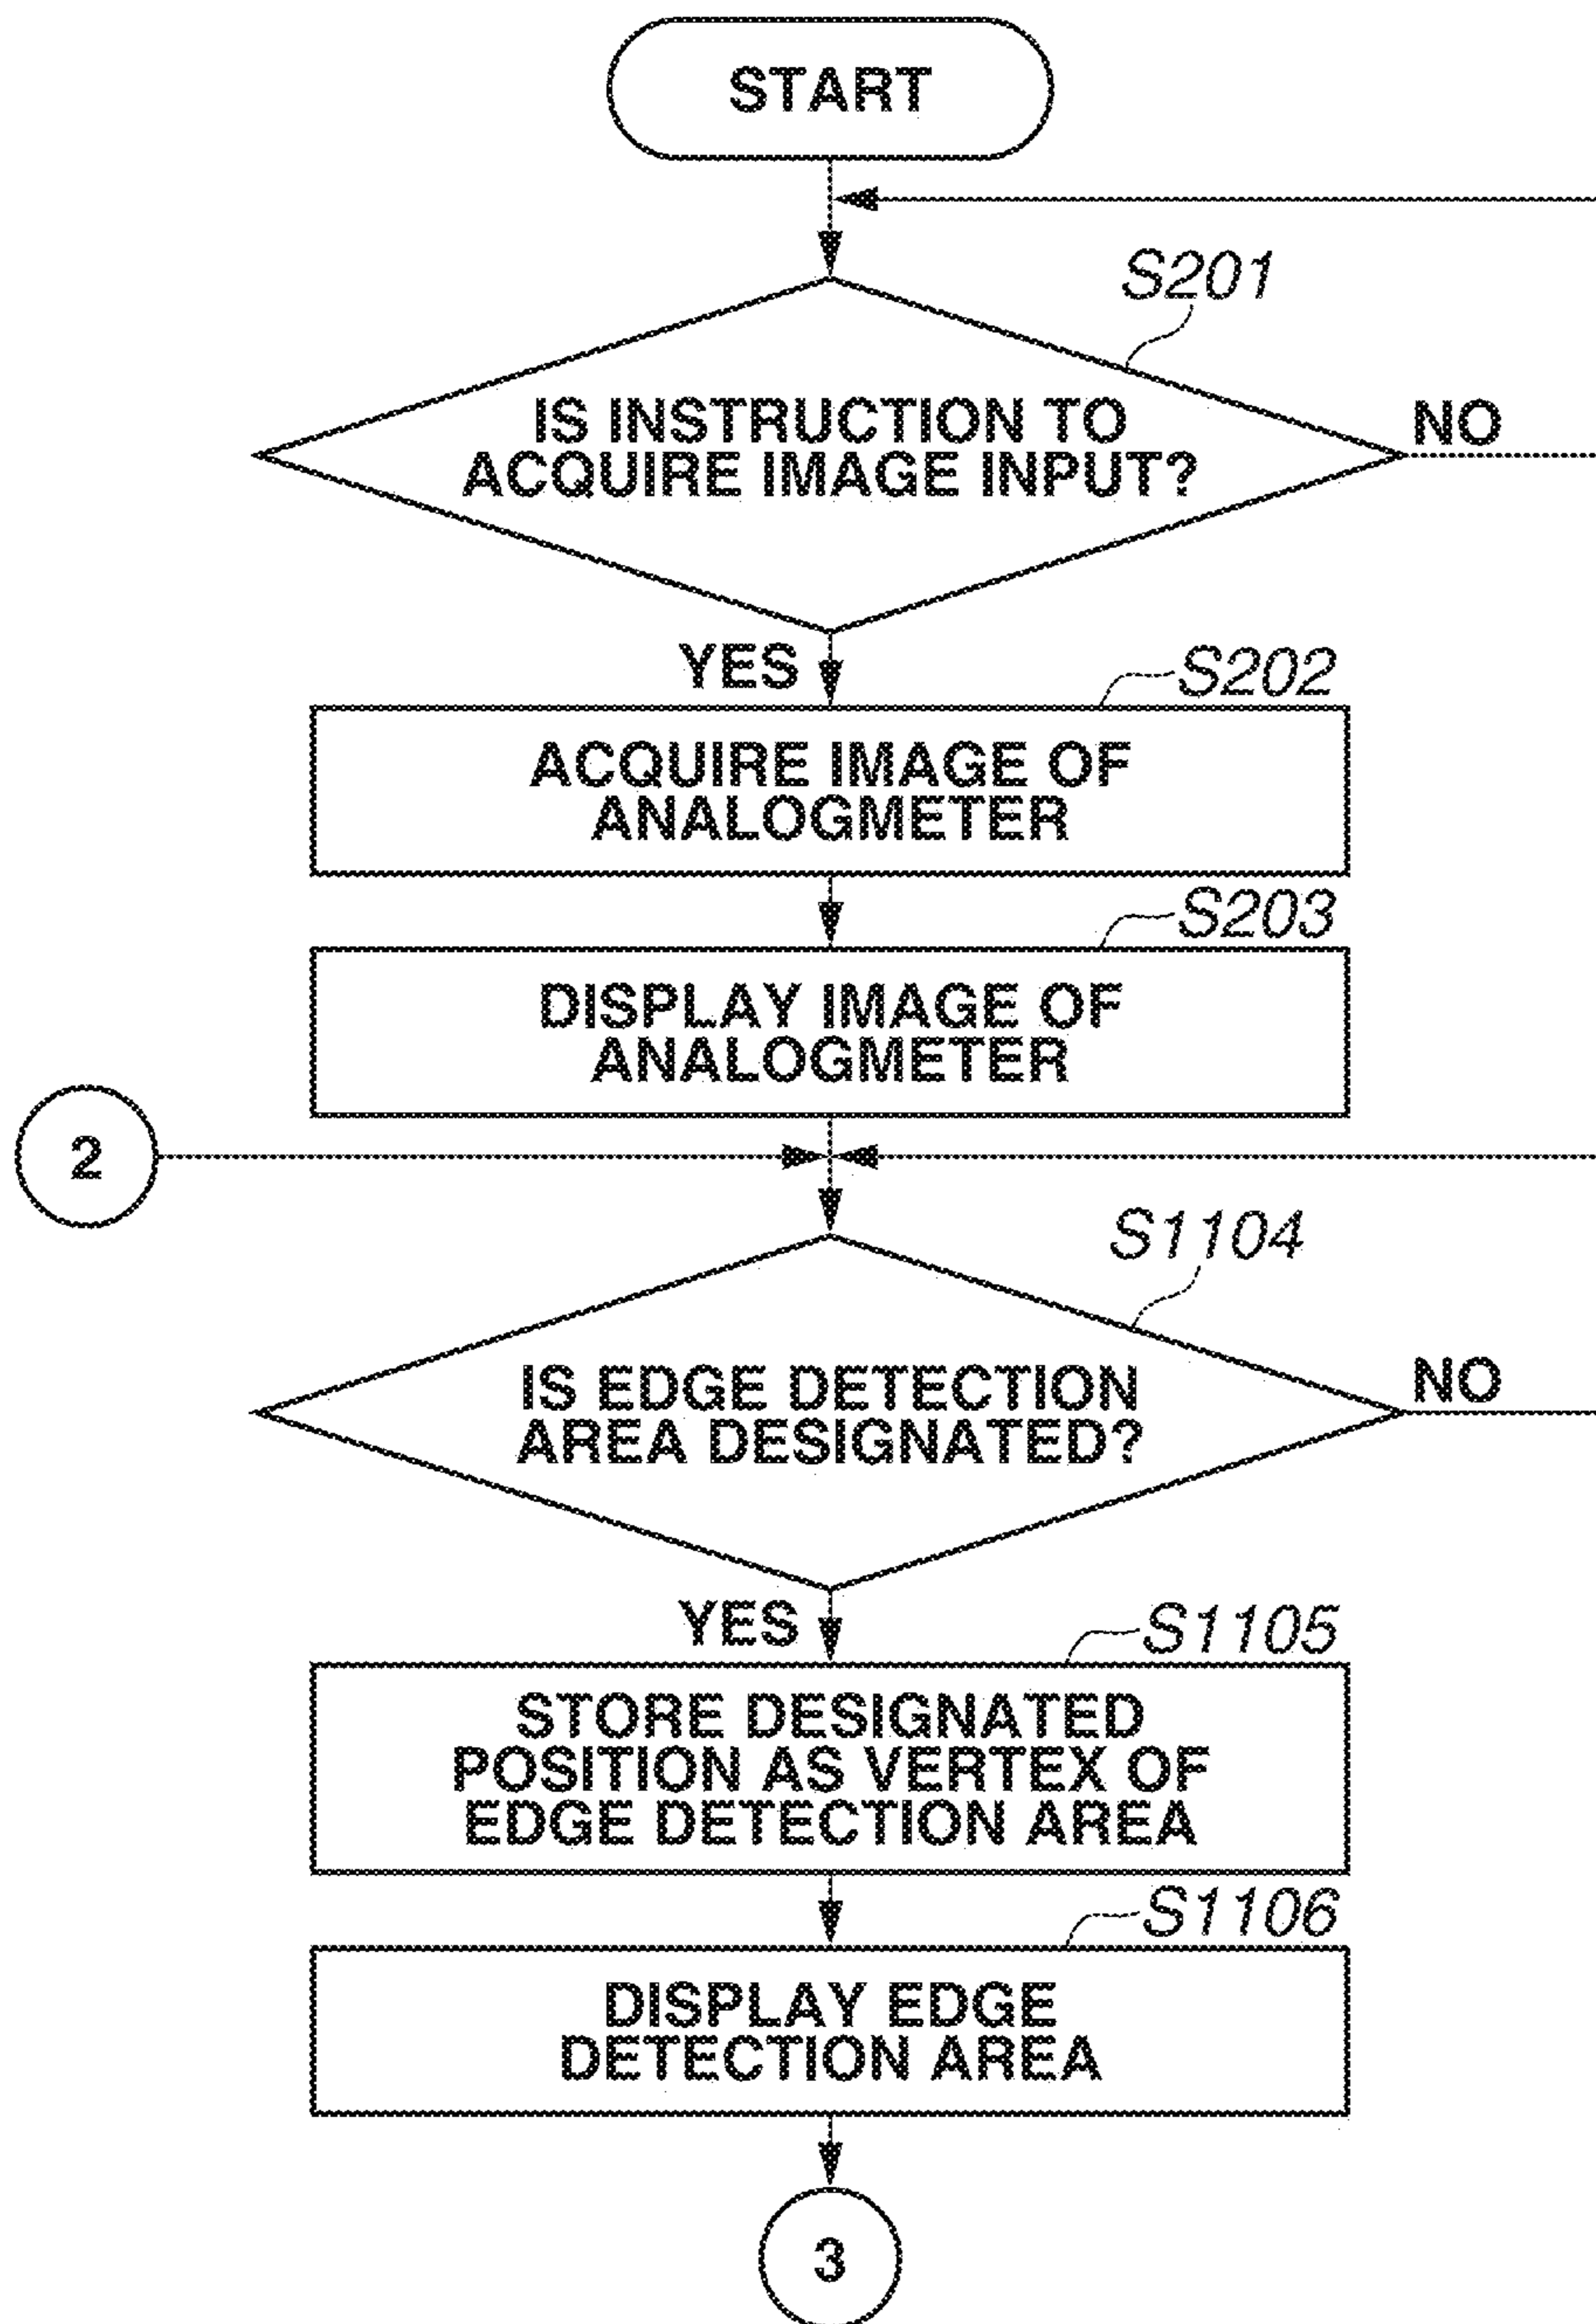 START
S201
IS INSTRUCTION TO
ACQUIRE IMAGE INPUT?
NO
YES
S202
ACQUIRE IMAGE OF
ANALOGMETER
S203
DISPLAY IMAGE OF
ANALOGMETER
2
S1104
IS EDGE DETECTION
AREA DESIGNATED?
NO
YES
S1105
STORE DESIGNATED
POSITION AS VERTEX OF
EDGE DETECTION AREA
S1106
DISPLAY EDGE
DETECTION AREA
3